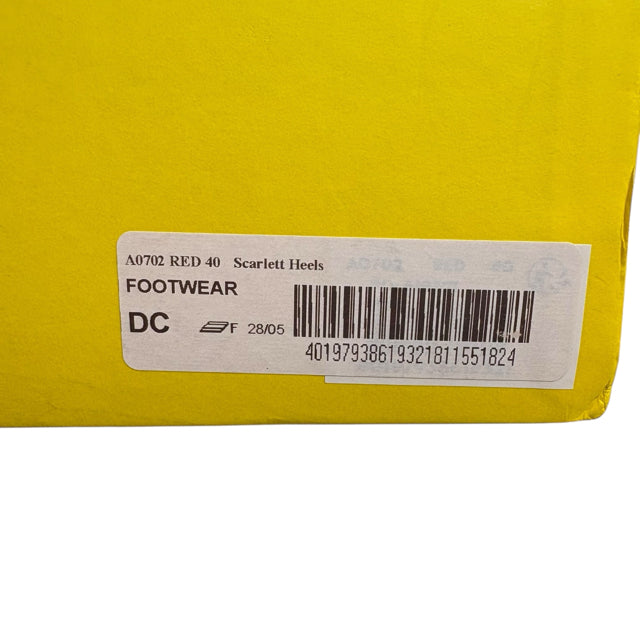 A0702 RED 40 Scarlett Heels
FOOTWEAR
DC F 28/05
40197938619321811551824